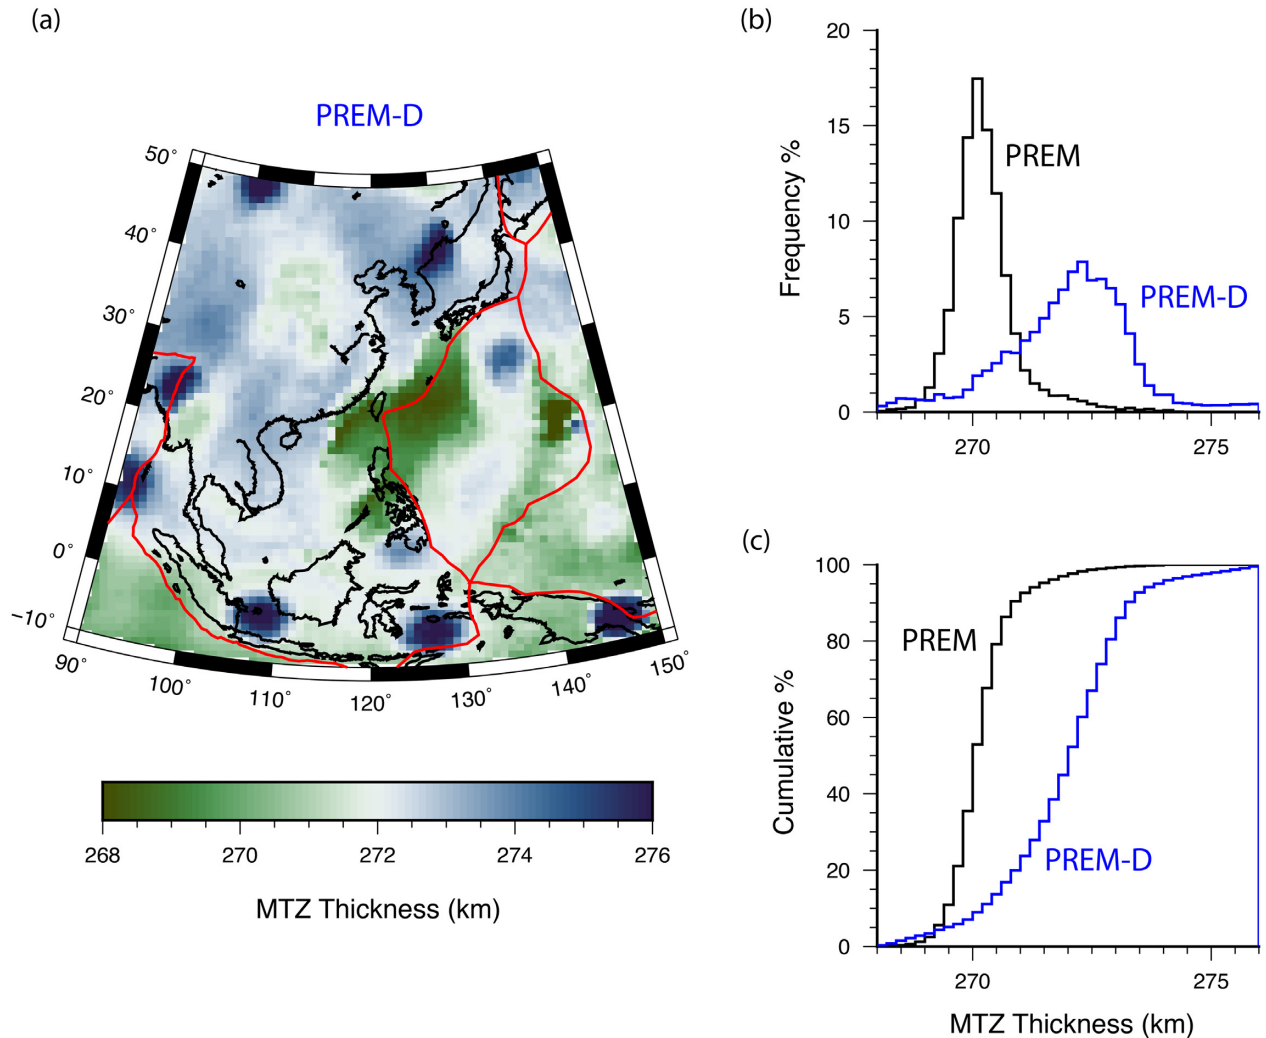 (a)
PREM-D
50°
40°
30°
20°
10°
0°
−10°
90°
100°
110°
120°
130°
140°
150°
268
270
272
274
276
MTZ Thickness (km)
(b)
20
15
10
5
0
Frequency %
PREM
PREM-D
270
275
(c)
100
80
60
40
20
0
Cumulative %
PREM
PREM-D
270
275
MTZ Thickness (km)